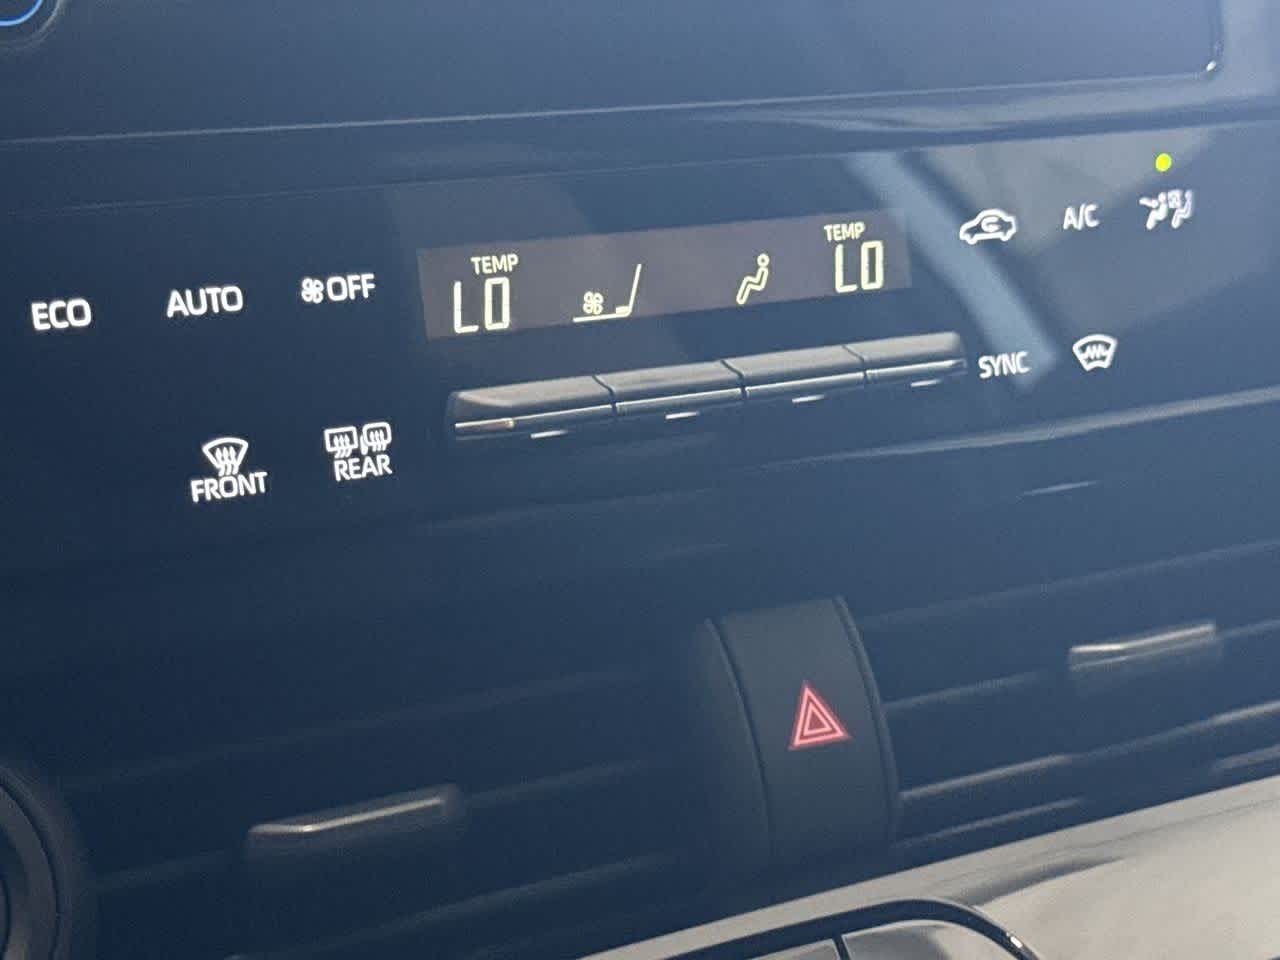 TEMP
TEMP
LO
LO
ECO
AUTO
OFF
A/C
SYNC
FRONT
REAR